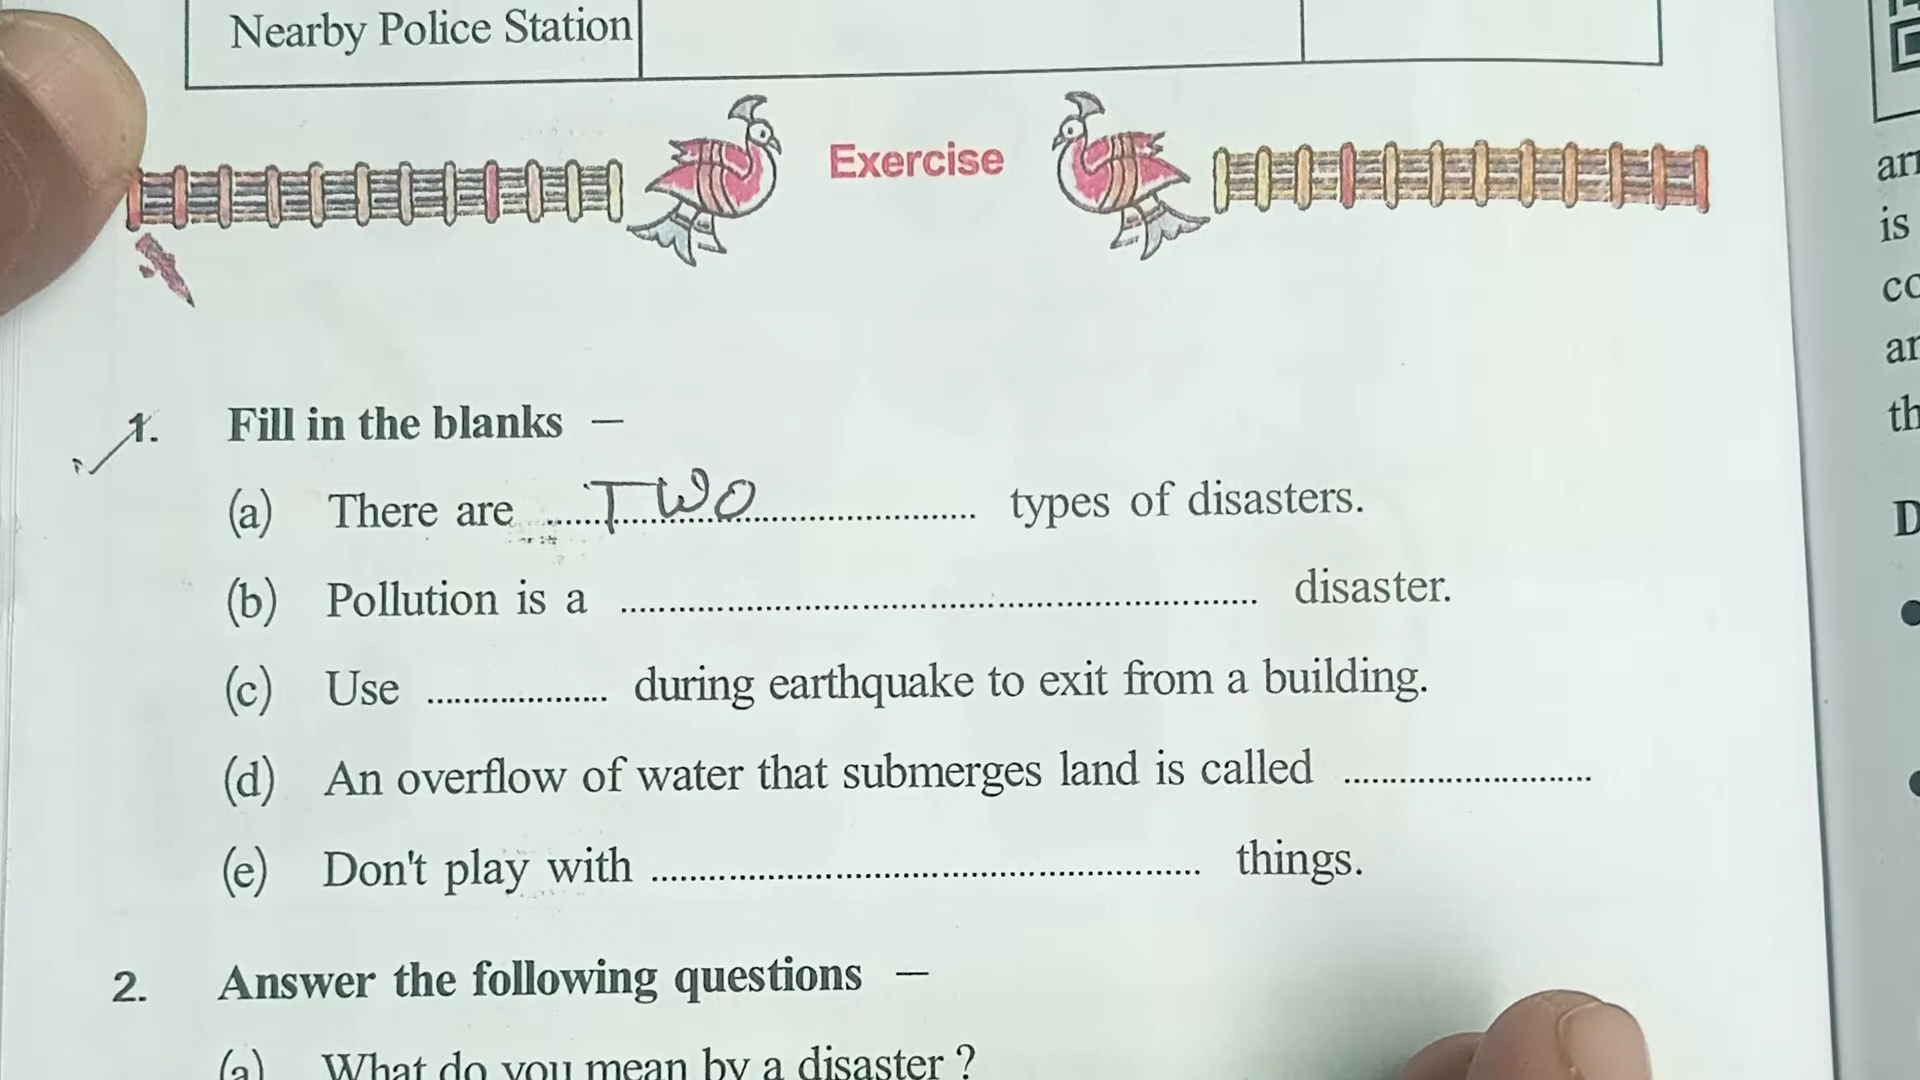 Nearby Police Station
Exercise
1. Fill in the blanks –
(a) There are ....TWO.................... types of disasters.
(b) Pollution is a .................................................................. disaster.
(c) Use ................... during earthquake to exit from a building.
(d) An overflow of water that submerges land is called ..........................
(e) Don't play with ......................................................... things.
2. Answer the following questions –
(a) What do you mean by a disaster ?
is